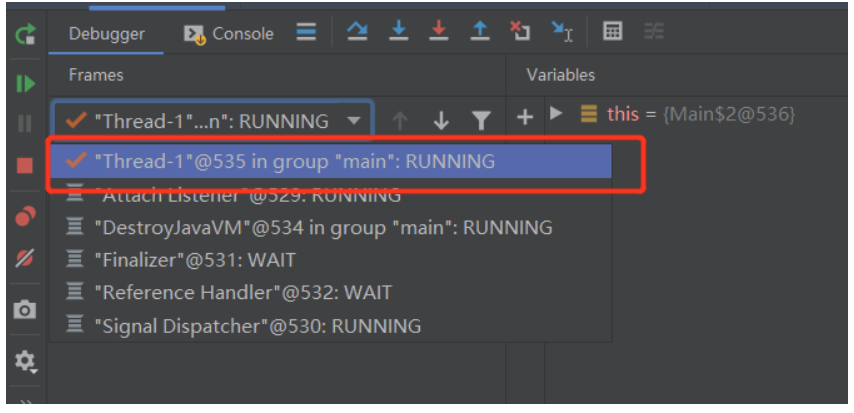 Debugger Console
Frames Variables
"Thread-1"...n": RUNNING this = {Main$2@536}
"Thread-1"@535 in group "main": RUNNING
"Attach Listener"@529: RUNNING
"DestroyJavaVM"@534 in group "main": RUNNING
"Finalizer"@531: WAIT
"Reference Handler"@532: WAIT
"Signal Dispatcher"@530: RUNNING